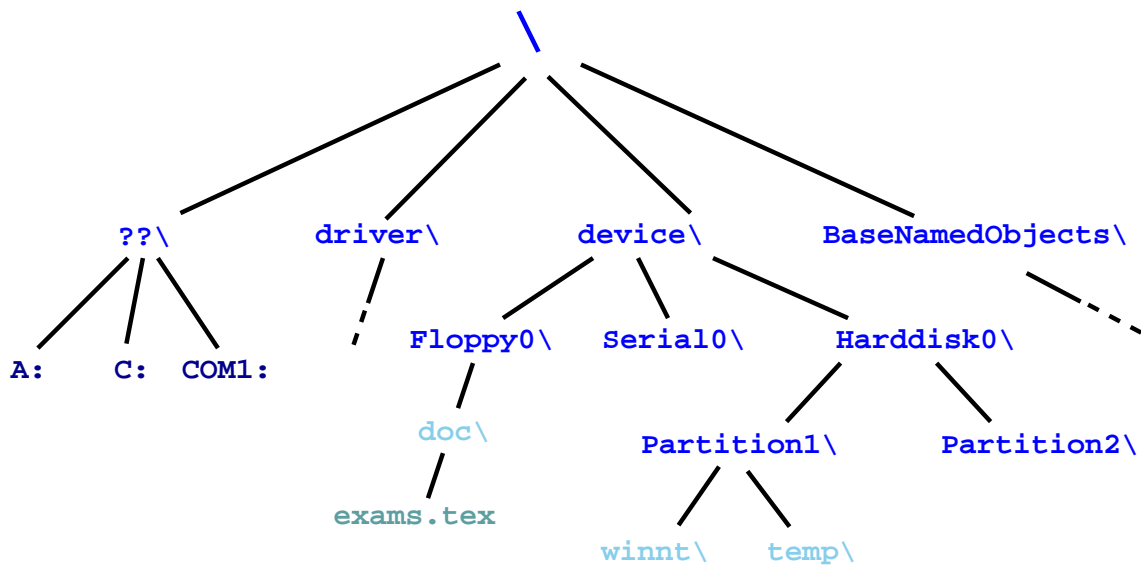 \
??\ driver\ device\ BaseNamedObjects\
Floppy0\ Serial0\ Harddisk0\
A: C: COM1:
doc\ Partition1\ Partition2\
exams.tex
winnt\ temp\